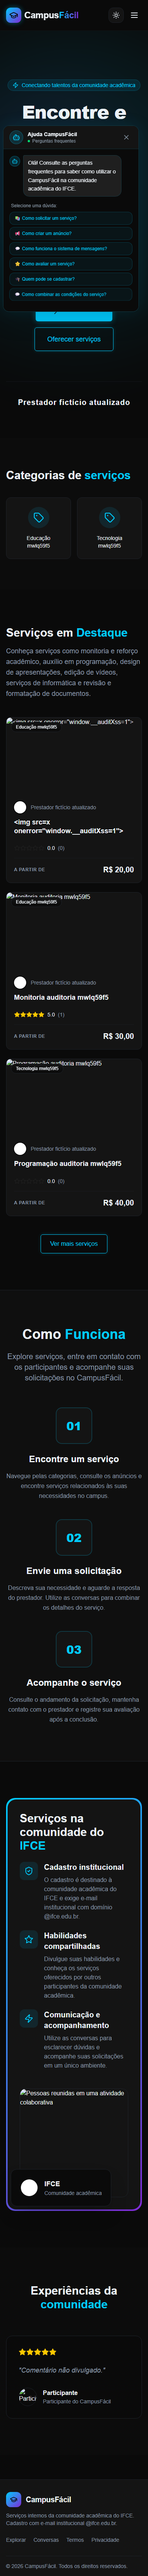 CampusFácil
Conectando talentos da comunidade acadêmica
Encontre e
Ajuda CampusFácil
Perguntas frequentes
Olá! Consulte as perguntas
frequentes para saber como utilizar o
CampusFácil na comunidade
acadêmica do IFCE.
Selecione uma dúvida:
Como solicitar um serviço?
Como criar um anúncio?
Como funciona o sistema de mensagens?
Como avaliar um serviço?
Quem pode se cadastrar?
Como combinar as condições do serviço?
Oferecer serviços
Prestador fictício atualizado
Categorias de serviços
Educação
mwlq59f5
Tecnologia
mwlq59f5
Serviços em Destaque
Conheça serviços como monitoria e reforço
acadêmico, auxílio em programação, design
de apresentações, edição de vídeos,
serviços de informática e revisão e
formatação de documentos.
Educação mwlq59f5
Prestador fictício atualizado
<img src=x
onerror="window.__auditXss=1">
0.0 (0)
A PARTIR DE
R$ 20,00
Monitoria auditoria mwlq59f5
Educação mwlq59f5
Prestador fictício atualizado
Monitoria auditoria mwlq59f5
5.0 (1)
A PARTIR DE
R$ 30,00
Programação auditoria mwlq59f5
Tecnologia mwlq59f5
Prestador fictício atualizado
Programação auditoria mwlq59f5
0.0 (0)
A PARTIR DE
R$ 40,00
Ver mais serviços
Como Funciona
Explore serviços, entre em contato com
os participantes e acompanhe suas
solicitações no CampusFácil.
01
Encontre um serviço
Navegue pelas categorias, consulte os anúncios e
encontre serviços relacionados às suas
necessidades no campus.
02
Envie uma solicitação
Descreva sua necessidade e aguarde a resposta
do prestador. Utilize as conversas para combinar
os detalhes do serviço.
03
Acompanhe o serviço
Consulte o andamento da solicitação, mantenha
contato com o prestador e registre sua avaliação
após a conclusão.
Serviços na
comunidade do
IFCE
Cadastro institucional
O cadastro é destinado à
comunidade acadêmica do
IFCE e exige e-mail
institucional com domínio
@ifce.edu.br.
Habilidades
compartilhadas
Divulgue suas habilidades e
conheça os serviços
oferecidos por outros
participantes da comunidade
acadêmica.
Comunicação e
acompanhamento
Utilize as conversas para
esclarecer dúvidas e
acompanhe suas solicitações
em um único ambiente.
Pessoas reunidas em uma atividade
colaborativa
IFCE
Comunidade acadêmica
Experiências da
comunidade
"Comentário não divulgado."
Partici
Participante
Participante do CampusFácil
CampusFácil
Serviços internos da comunidade acadêmica do IFCE.
Cadastro com e-mail institucional @ifce.edu.br.
Explorar Conversas Termos Privacidade
© 2026 CampusFácil. Todos os direitos reservados.